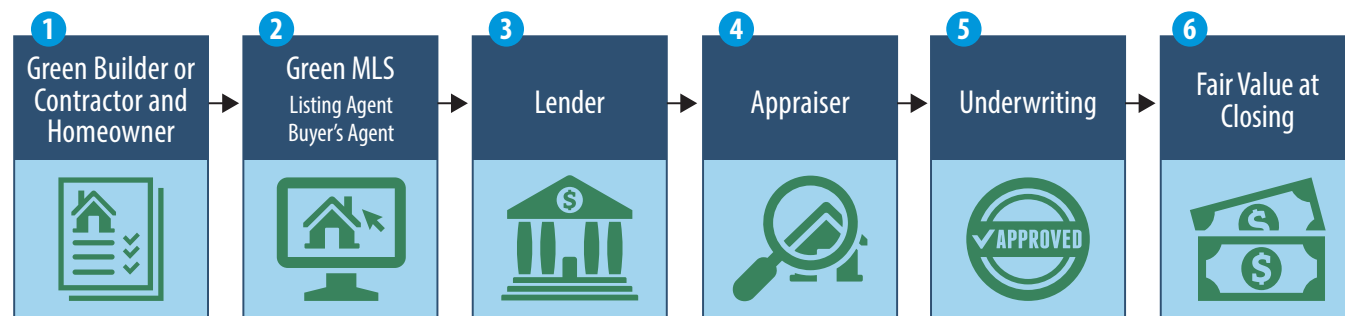 1
Green Builder or
Contractor and
Homeowner
2
Green MLS
Listing Agent
Buyer's Agent
3
Lender
$
4
Appraiser
5
Underwriting
APPROVED
6
Fair Value at
Closing
$
$